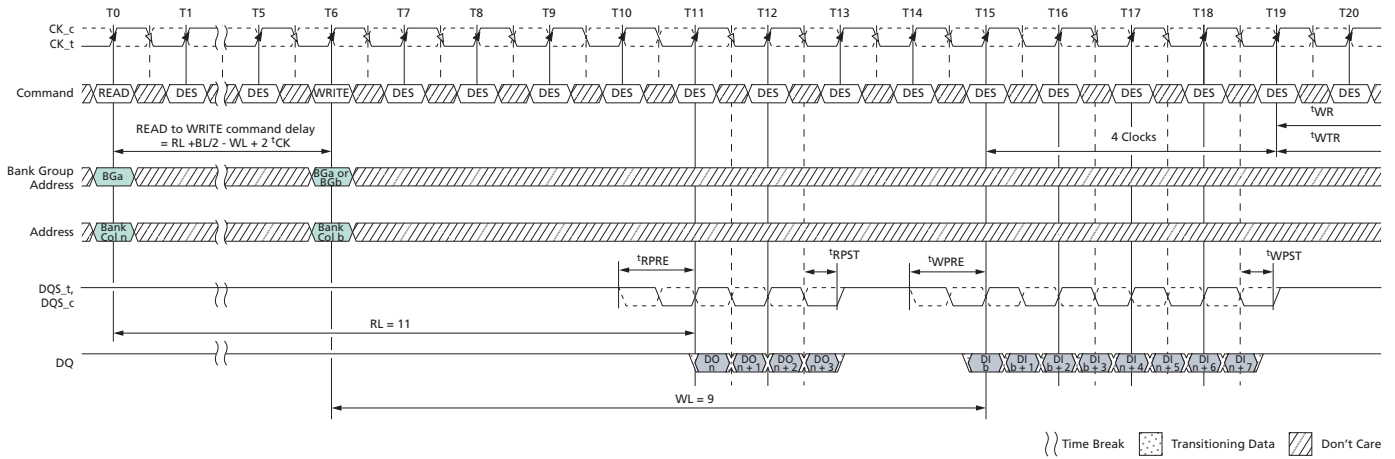 T0 T1 T5 T6 T7 T8 T9 T10 T11 T12 T13 T14 T15 T16 T17 T18 T19 T20
CK_c
CK_t
Command READ DES DES WRITE DES DES DES DES DES DES DES DES DES DES DES DES DES DES
tWR
READ to WRITE command delay
= RL +BL/2 - WL + 2 tCK
4 Clocks
tWTR
Bank Group
Address
BGa
BGa or
BGb
Address
Bank
Col n
Bank
Col b
tRPRE tRPST tWPRE tWPST
DQS_t,
DQS_c
RL = 11
DQ
DO
n
DO
n + 1
DO
n + 2
DO
n + 3
DI
b
DI
b + 1
DI
b + 2
DI
b + 3
DI
n + 4
DI
n + 5
DI
n + 6
DI
n + 7
WL = 9
Time Break Transitioning Data Don't Care